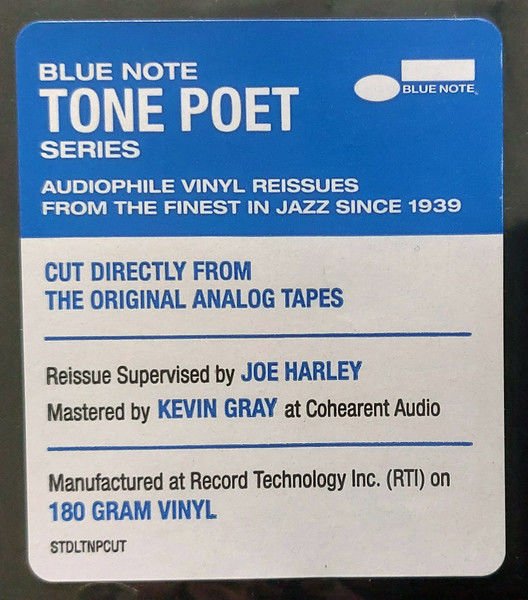 BLUE NOTE
TONE POET
SERIES
BLUE NOTE
AUDIOPHILE VINYL REISSUES
FROM THE FINEST IN JAZZ SINCE 1939
CUT DIRECTLY FROM
THE ORIGINAL ANALOG TAPES
Reissue Supervised by JOE HARLEY
Mastered by KEVIN GRAY at Cohearent Audio
Manufactured at Record Technology Inc. (RTI) on
180 GRAM VINYL
STDLTNPCUT